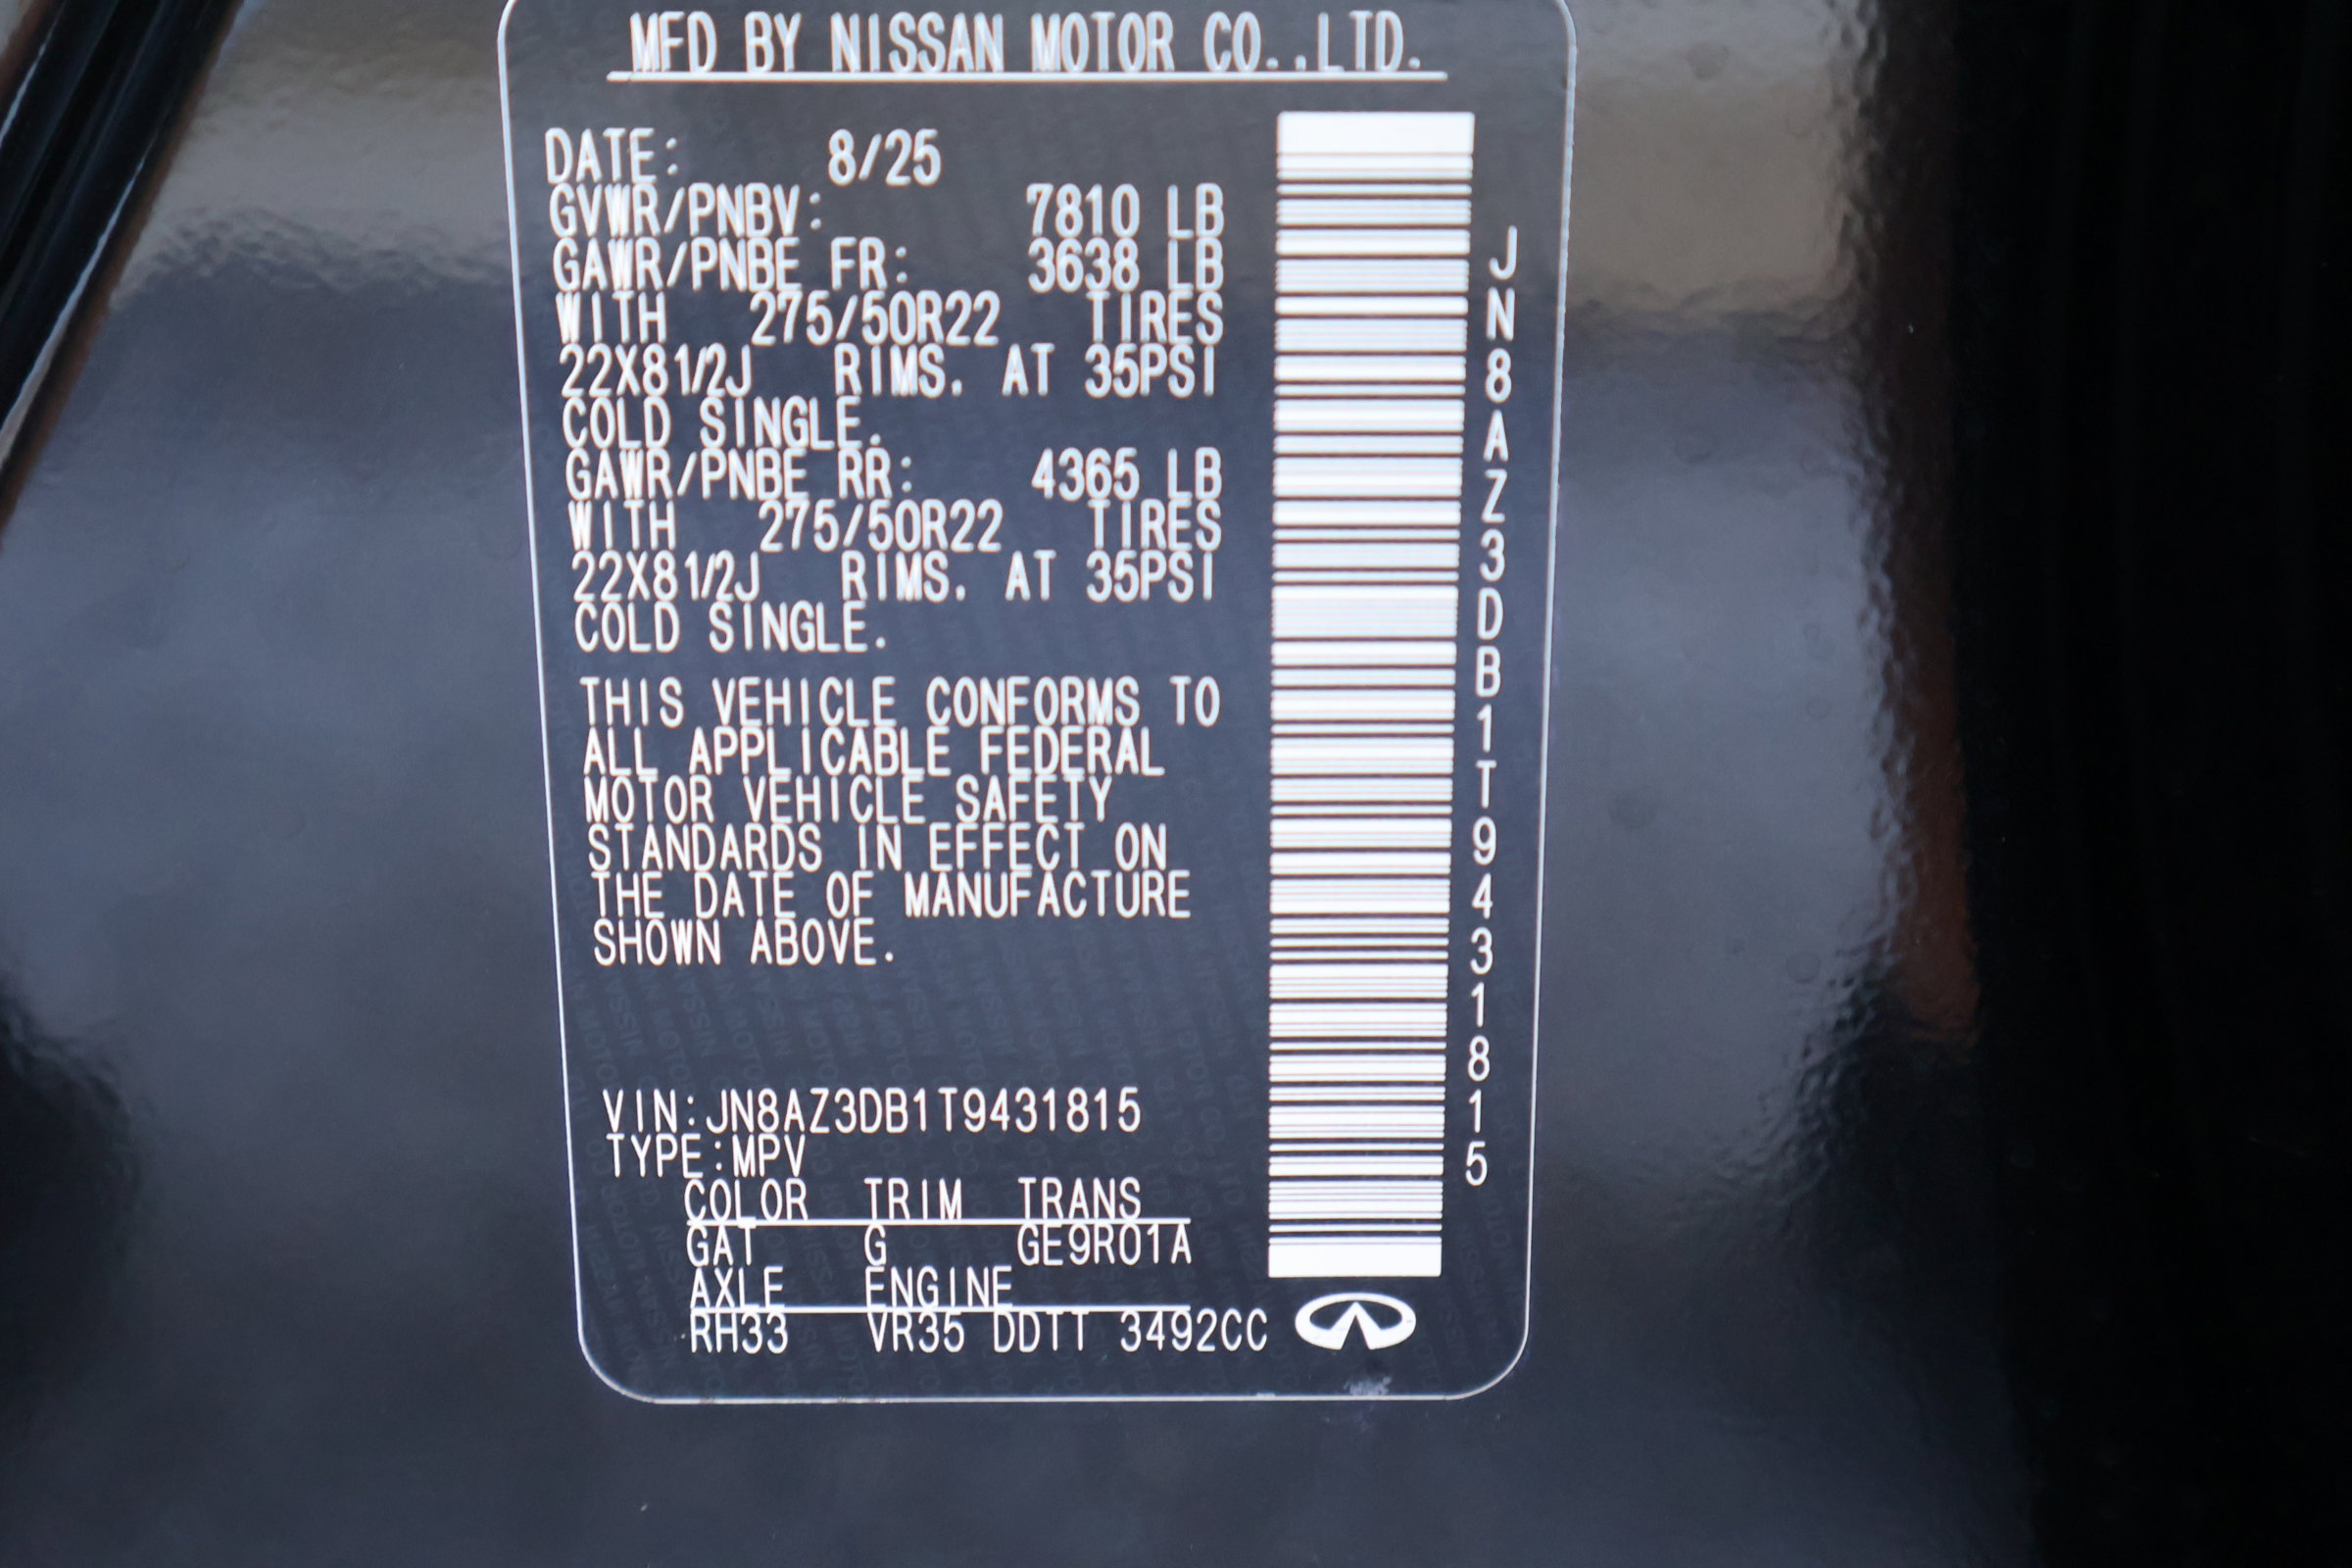 MFD BY NISSAN MOTOR CO.,LTD.
DATE: 8/25
GVWR/PNBV: 7810 LB
GAWR/PNBE FR: 3638 LB
WITH 275/50R22 TIRES
22X8 1/2J RIMS. AT 35PSI
COLD SINGLE.
GAWR/PNBE RR: 4365 LB
WITH 275/50R22 TIRES
22X8 1/2J RIMS. AT 35PSI
COLD SINGLE.
THIS VEHICLE CONFORMS TO
ALL APPLICABLE FEDERAL
MOTOR VEHICLE SAFETY
STANDARDS IN EFFECT ON
THE DATE OF MANUFACTURE
SHOWN ABOVE.
VIN:JN8AZ3DB1T9431815
TYPE:MPV
COLOR TRIM TRANS
GAT G GE9R01A
AXLE ENGINE
RH33 VR35 DDTT 3492CC
JN8AZ3DB1T9431815